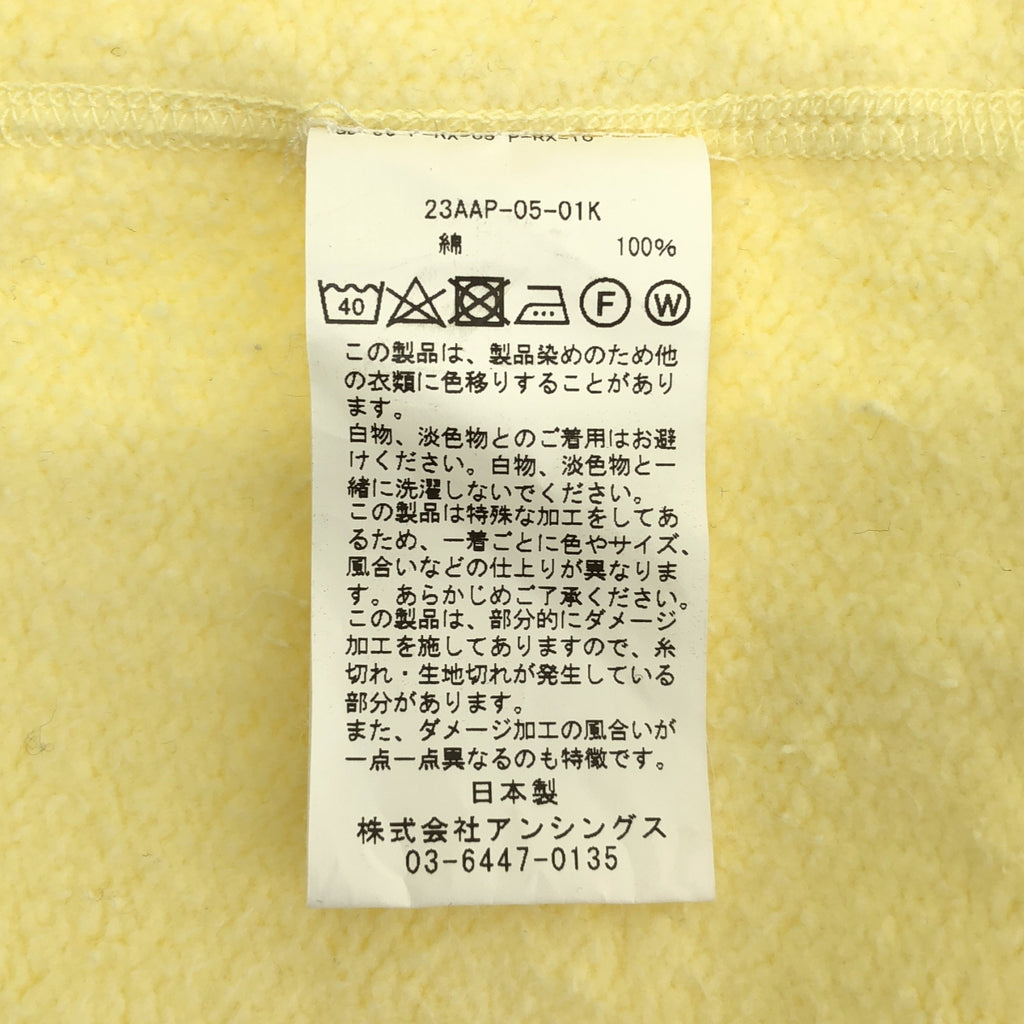 23AAP-05-01K
綿 100%
40 F W
この製品は、製品染めのため他
の衣類に色移りすることがあり
ます。
白物、淡色物とのご着用はお避
けください。白物、淡色物と一
緒に洗濯しないでください。
この製品は特殊な加工をしてあ
るため、一着ごとに色やサイズ、
風合いなどの仕上りが異なりま
す。あらかじめご了承ください。
この製品は、部分的にダメージ
加工を施してありますので、糸
切れ・生地切れが発生している
部分があります。
また、ダメージ加工の風合いが
一点一点異なるのも特徴です。
日本製
株式会社アンシングス
03-6447-0135